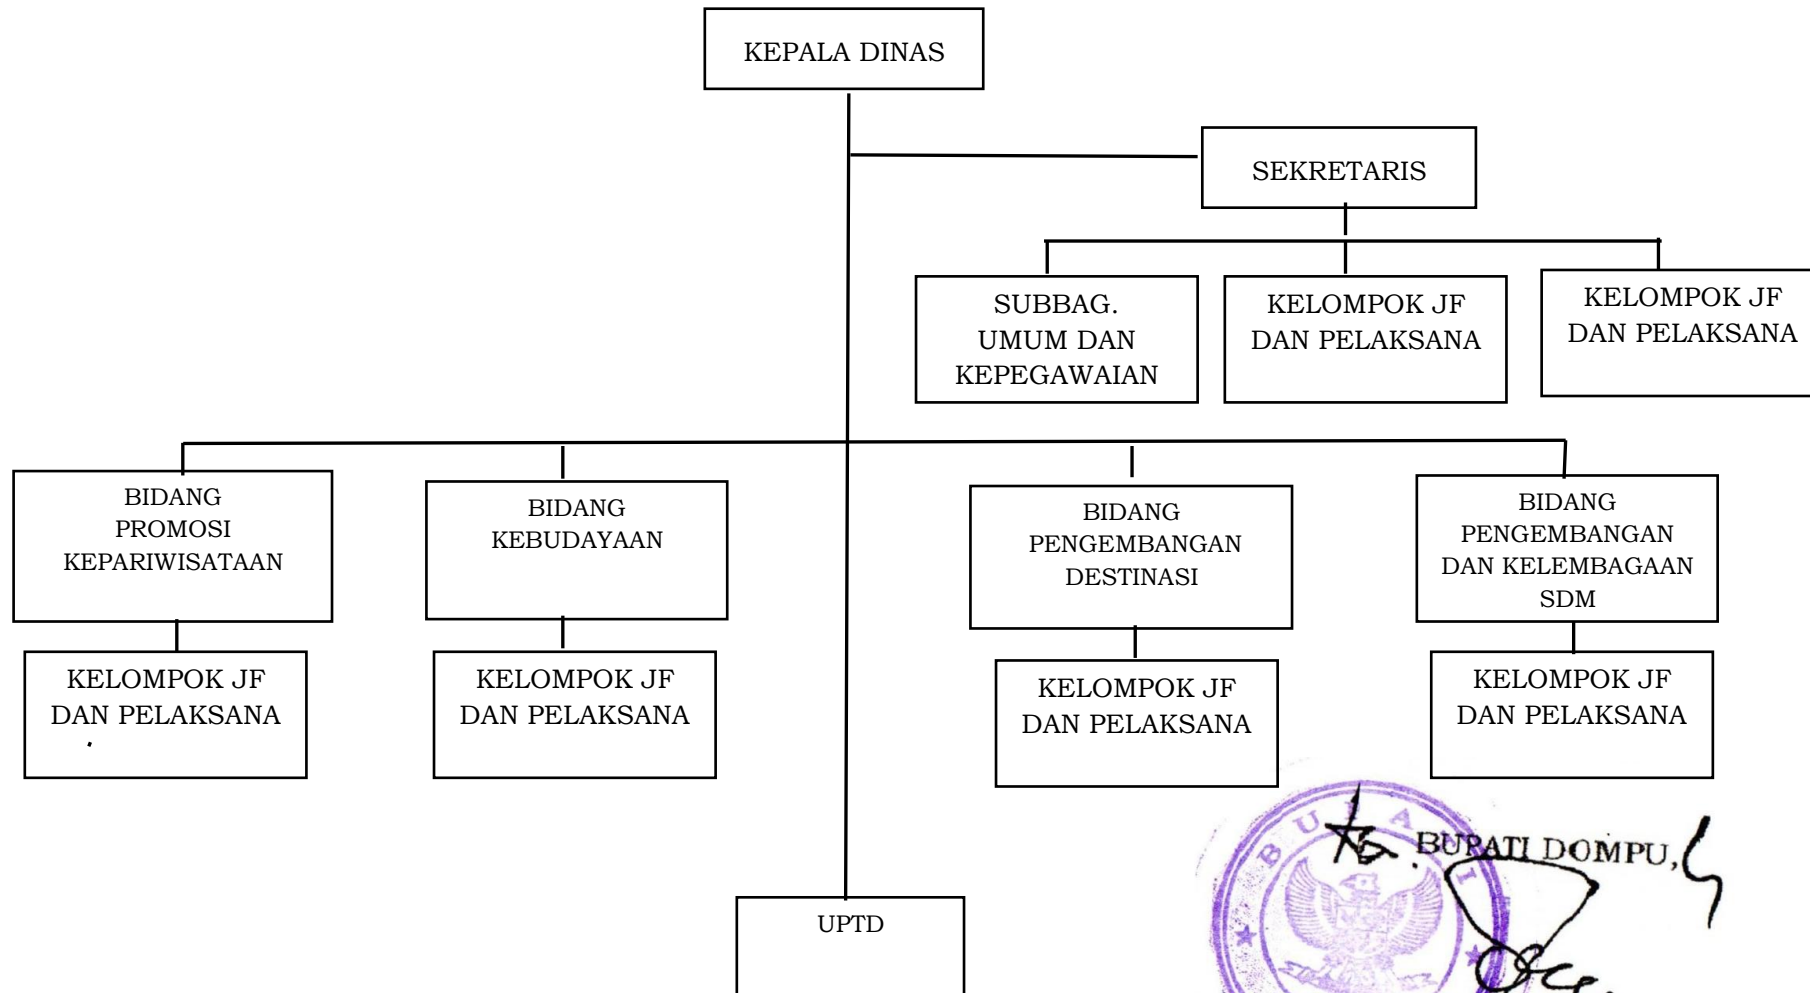 KEPALA DINAS
SEKRETARIS
SUBBAG.
UMUM DAN
KEPEGAWAIAN
KELOMPOK JF
DAN PELAKSANA
KELOMPOK JF
DAN PELAKSANA
BIDANG
PROMOSI
KEPARIWISATAAN
BIDANG
KEBUDAYAAN
BIDANG
PENGEMBANGAN
DESTINASI
BIDANG
PENGEMBANGAN
DAN KELEMBAGAAN
SDM
KELOMPOK JF
DAN PELAKSANA
KELOMPOK JF
DAN PELAKSANA
KELOMPOK JF
DAN PELAKSANA
KELOMPOK JF
DAN PELAKSANA
UPTD
BUPATI DOMPU,
BUPATI